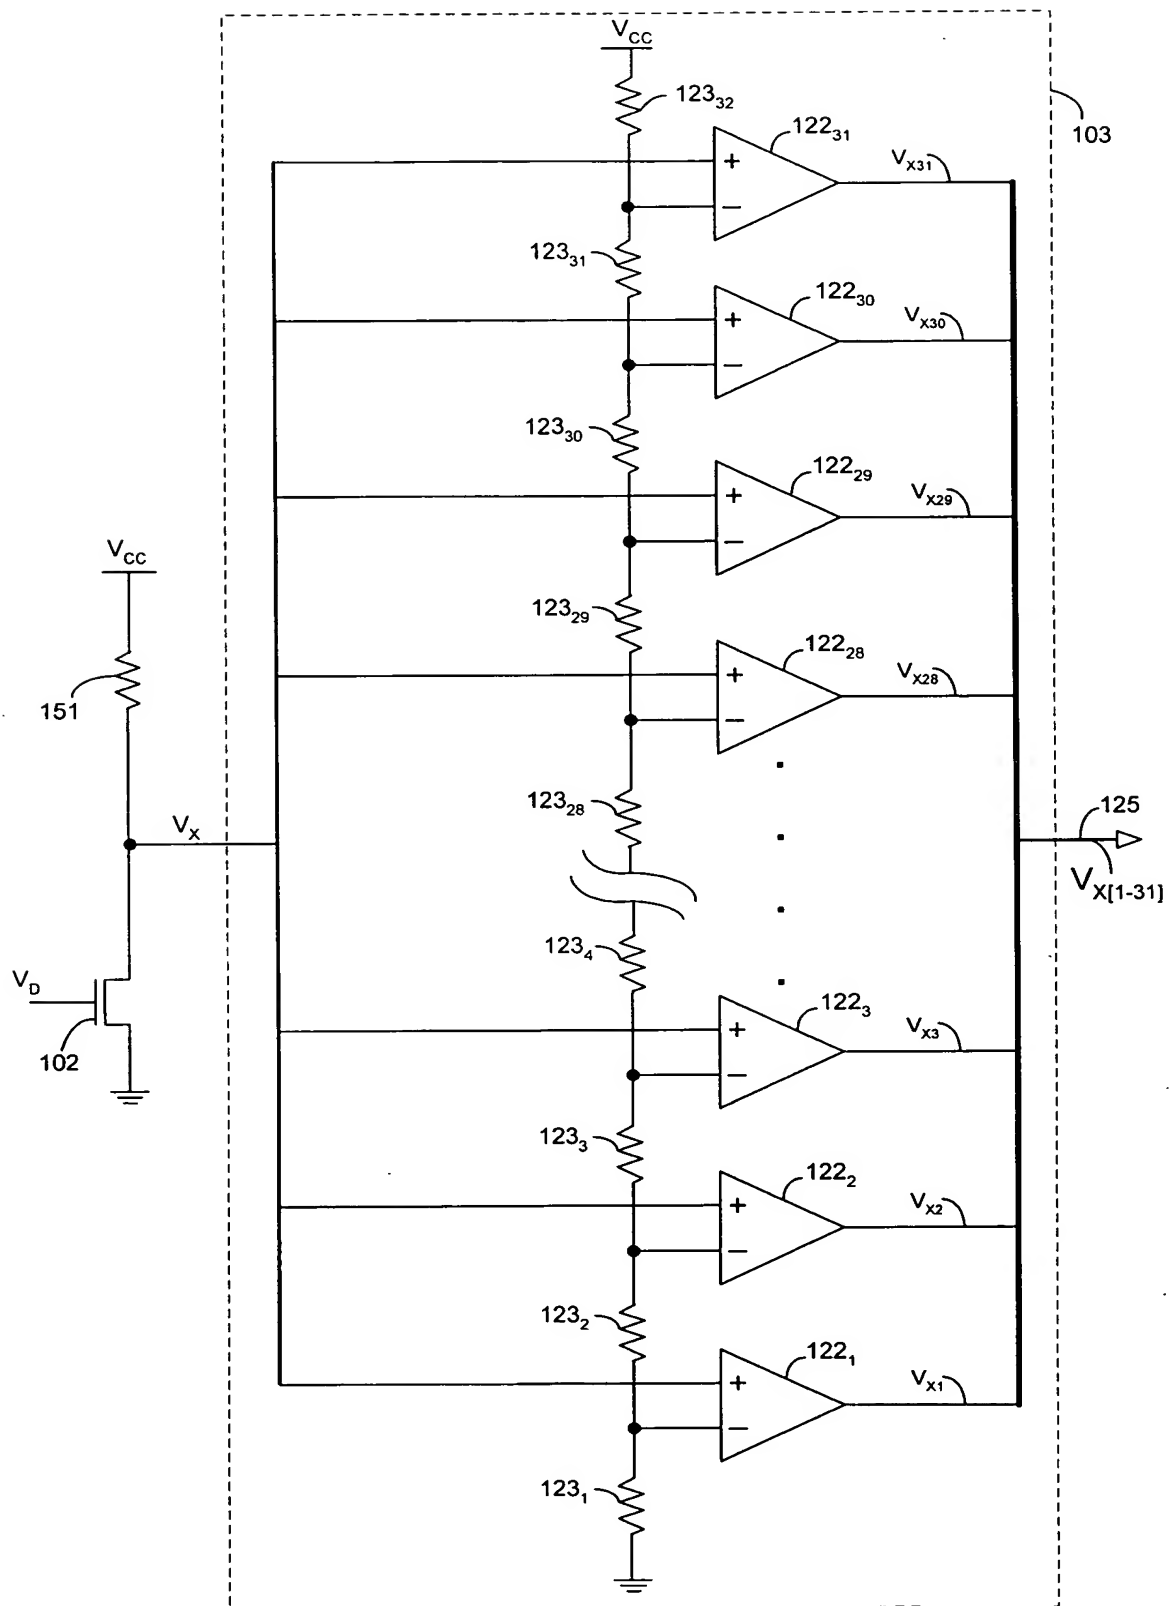 V_CC
123_32
122_31
V_X31
103
+
−
123_31
122_30
V_X30
+
−
123_30
122_29
V_X29
+
−
V_CC
123_29
122_28
V_X28
+
−
151
123_28
125
V_X
V_X[1-31]
123_4
V_D
122_3
V_X3
+
−
102
123_3
122_2
V_X2
+
−
123_2
122_1
V_X1
+
−
123_1